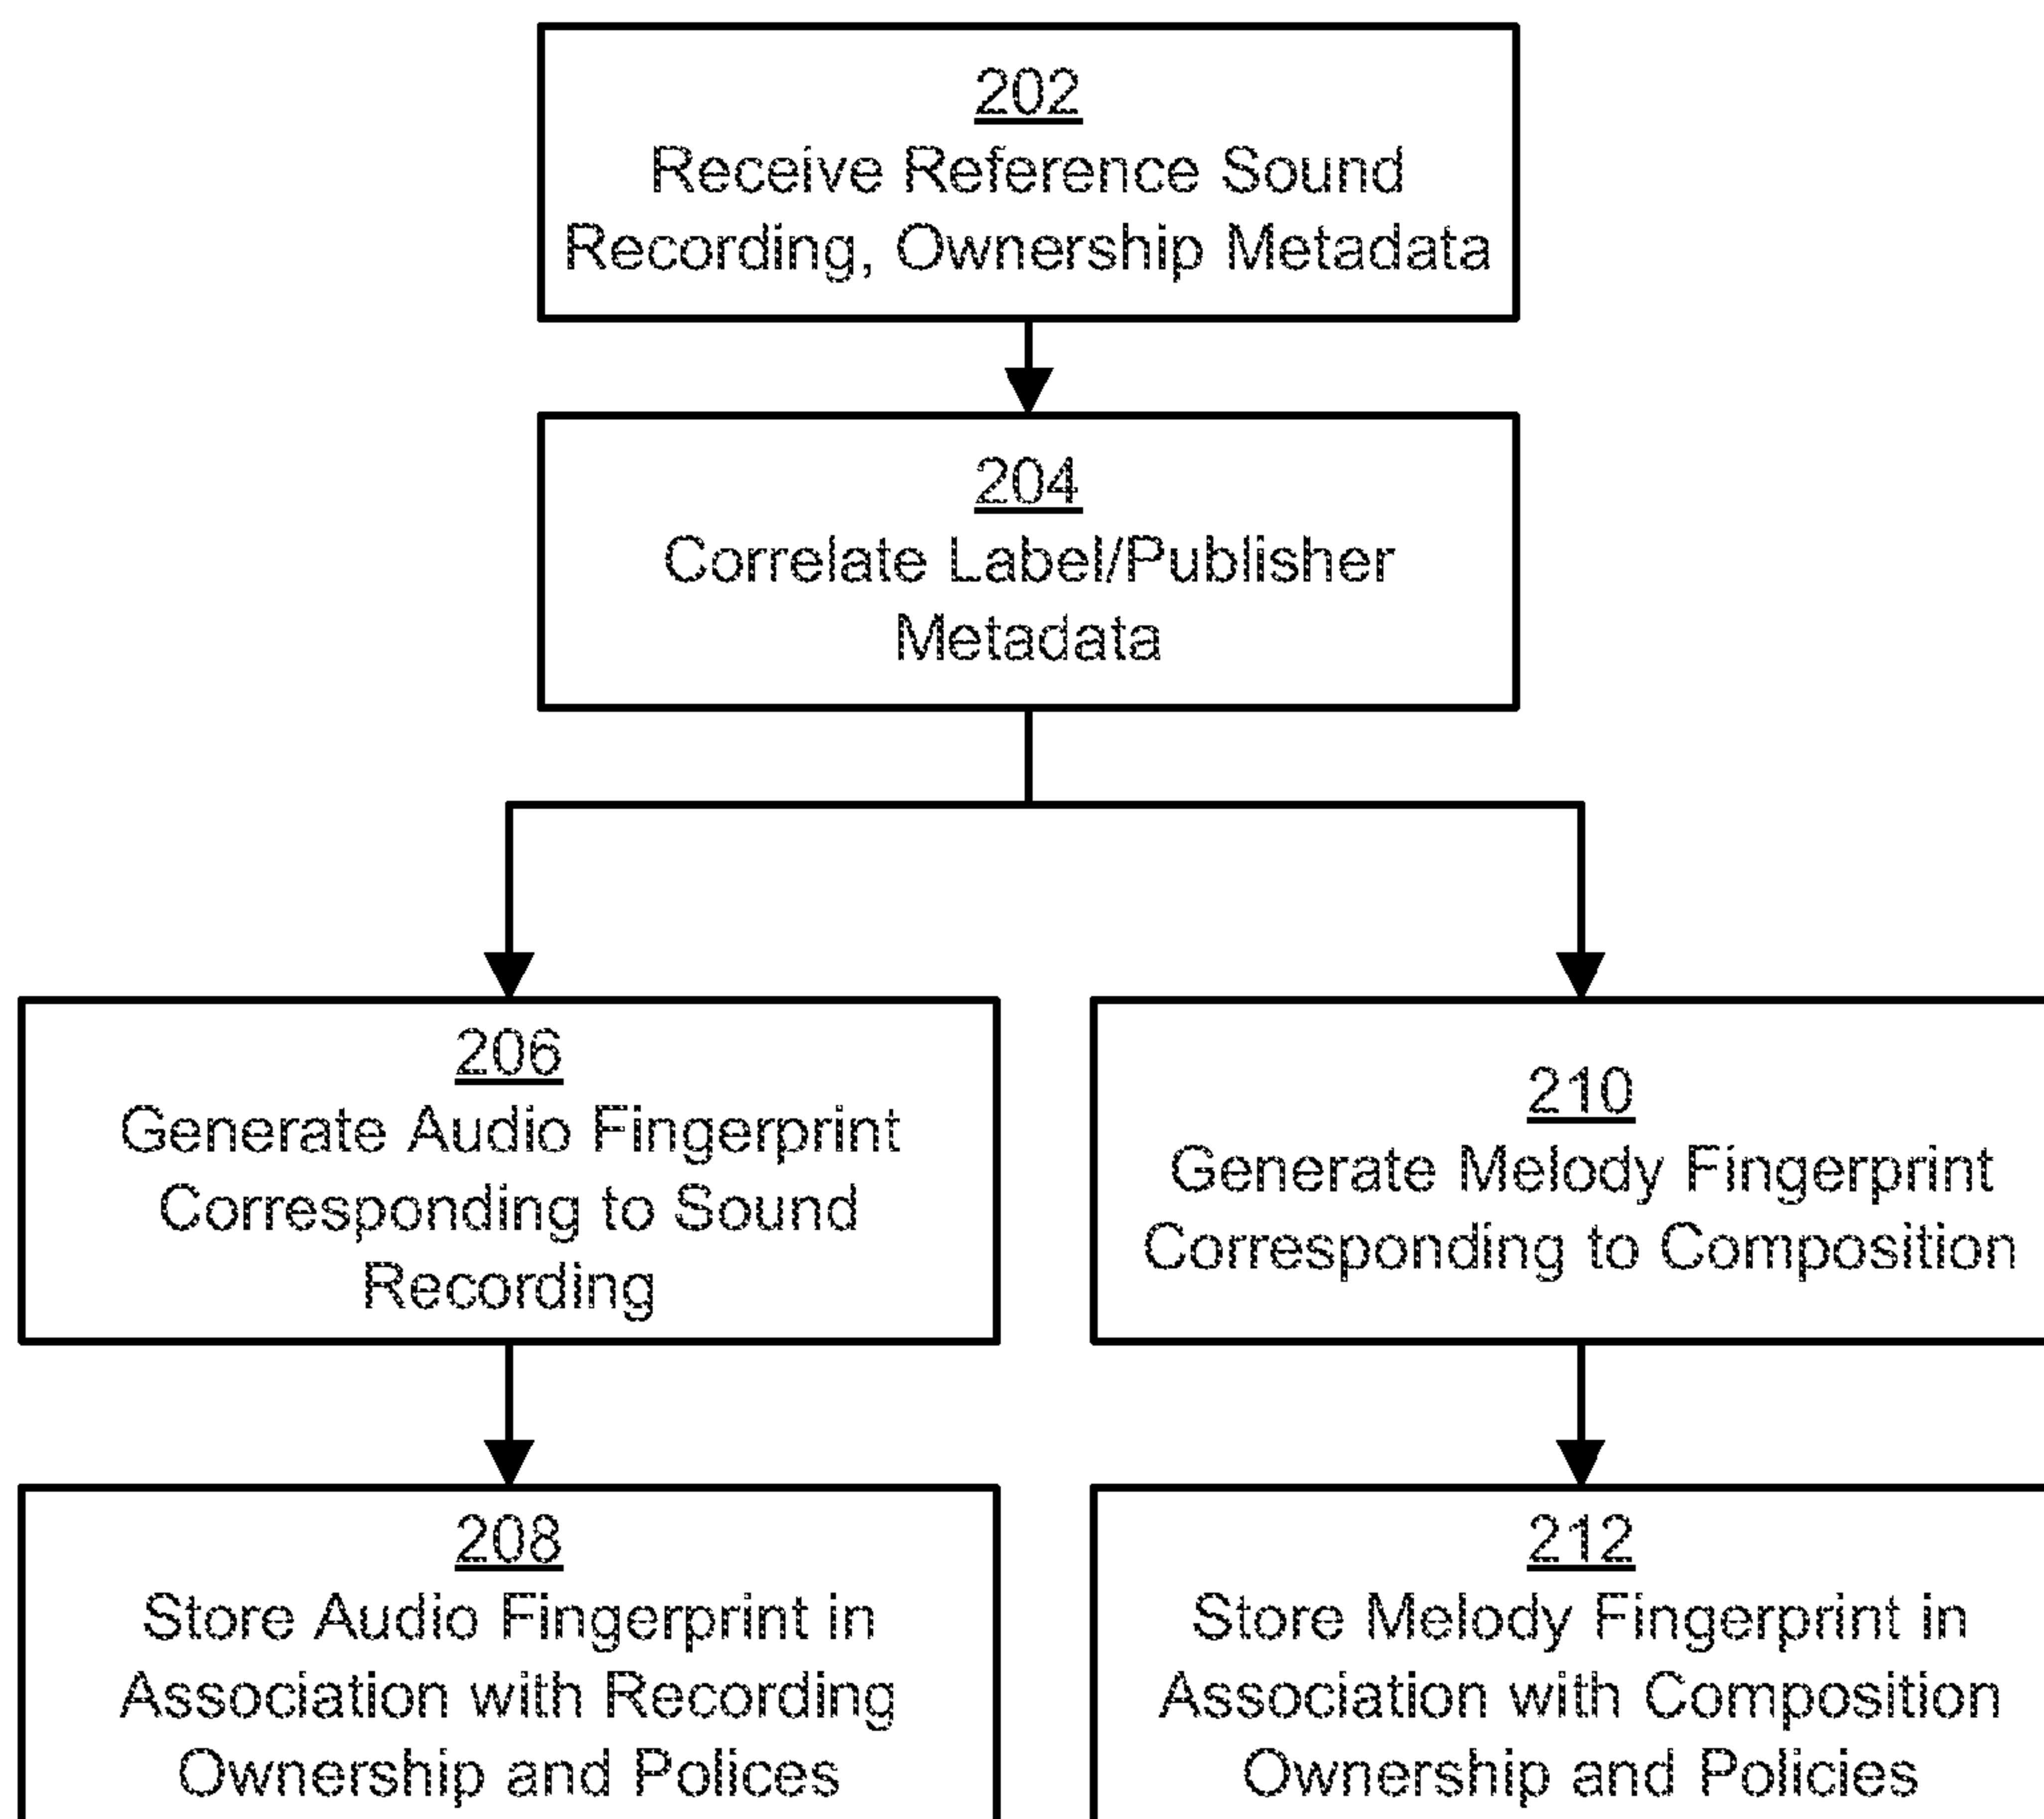 202
Receive Reference Sound
Recording, Ownership Metadata
204
Correlate Label/Publisher
Metadata
206
Generate Audio Fingerprint
Corresponding to Sound
Recording
210
Generate Melody Fingerprint
Corresponding to Composition
208
Store Audio Fingerprint in
Association with Recording
Ownership and Polices
212
Store Melody Fingerprint in
Association with Composition
Ownership and Policies